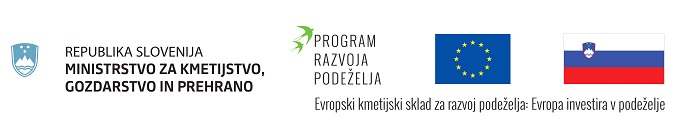 REPUBLIKA SLOVENIJA
MINISTRSTVO ZA KMETIJSTVO,
GOZDARSTVO IN PREHRANO
PROGRAM
RAZVOJA
PODEŽELJA
Evropski kmetijski sklad za razvoj podeželja: Evropa investira v podeželje